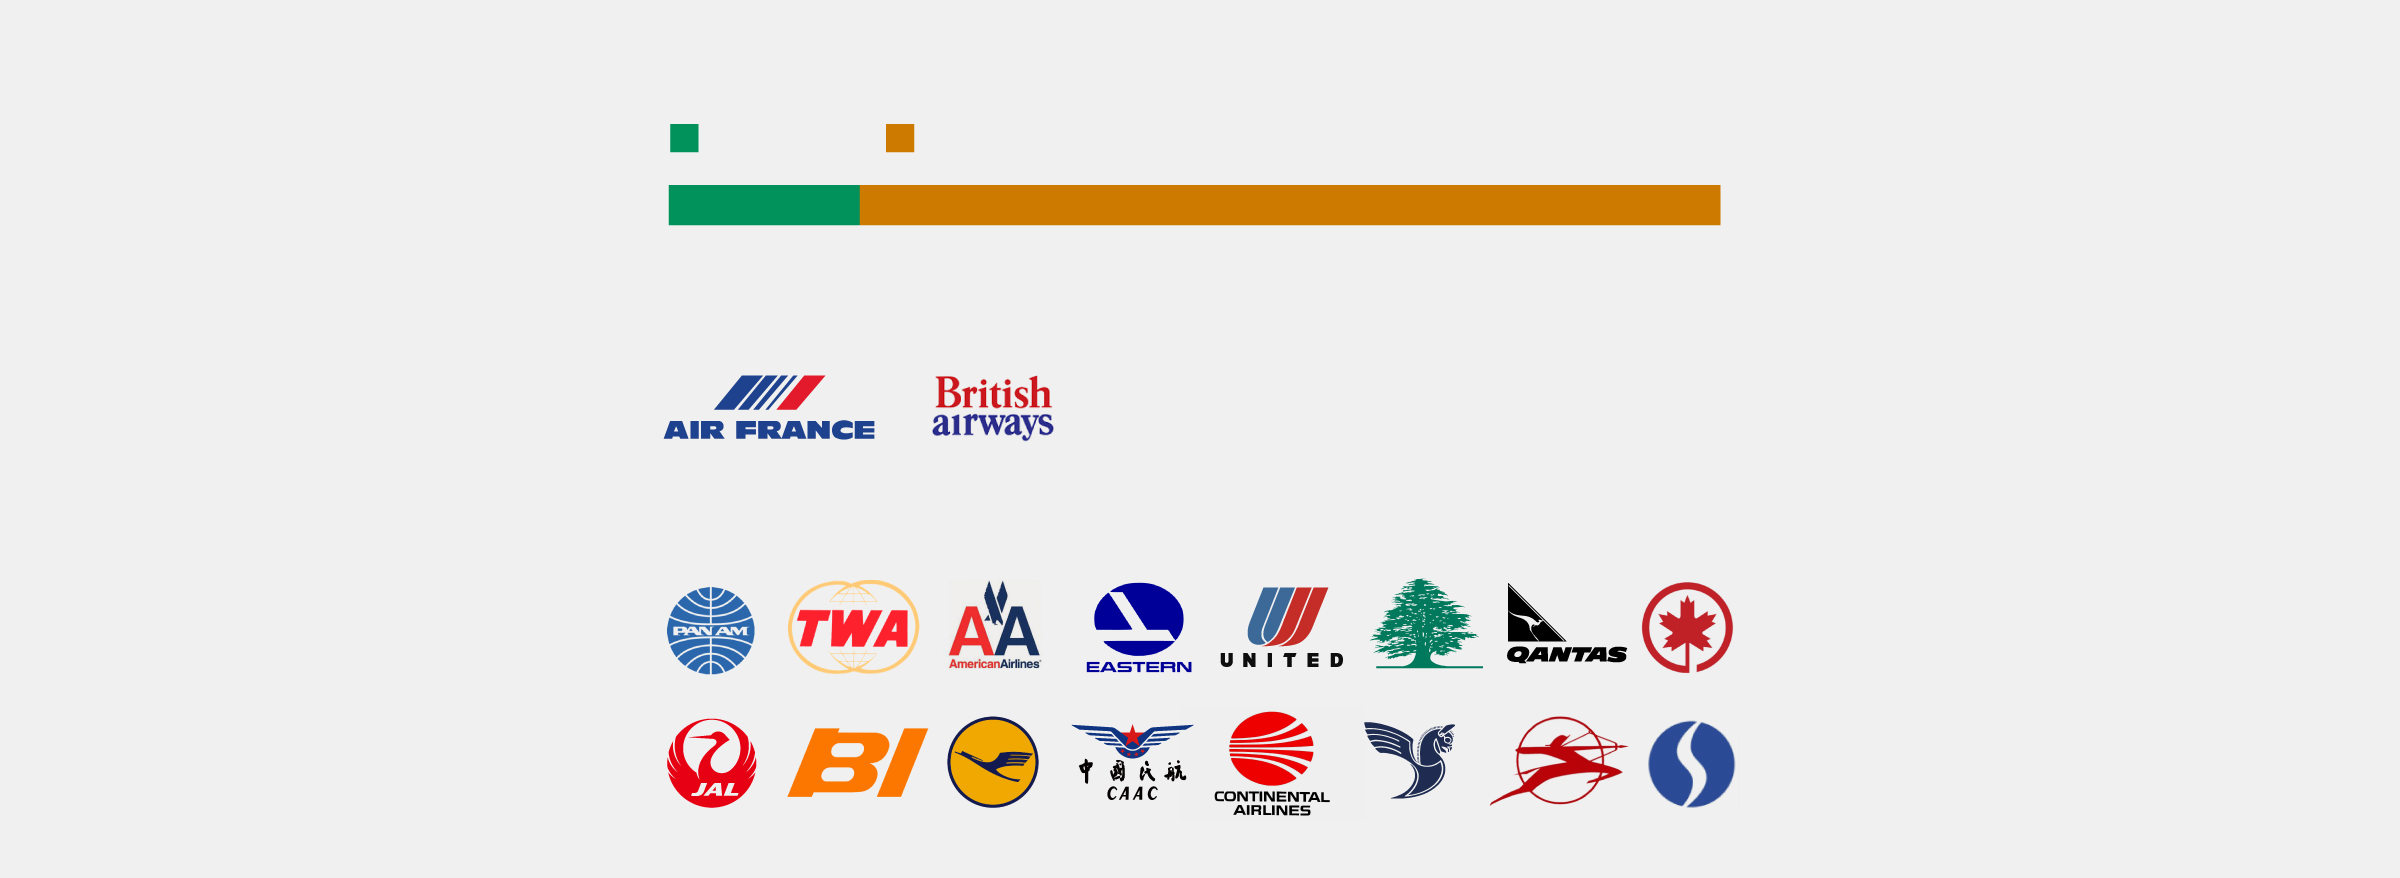 AIR FRANCE
British
airways
PAN AM
TWA
AA
AmericanAirlines
EASTERN
UNITED
QANTAS
JAL
BI
中國民航
CAAC
CONTINENTAL
AIRLINES